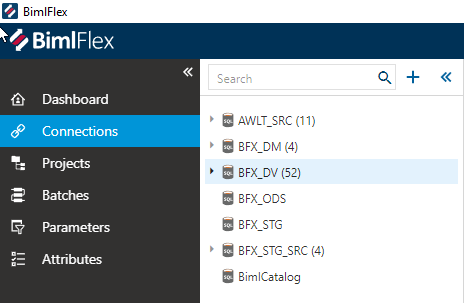 BimlFlex
BimlFlex
Search
Dashboard
Connections
Projects
Batches
Parameters
Attributes
AWLT_SRC (11)
BFX_DM (4)
BFX_DV (52)
BFX_ODS
BFX_STG
BFX_STG_SRC (4)
BimlCatalog